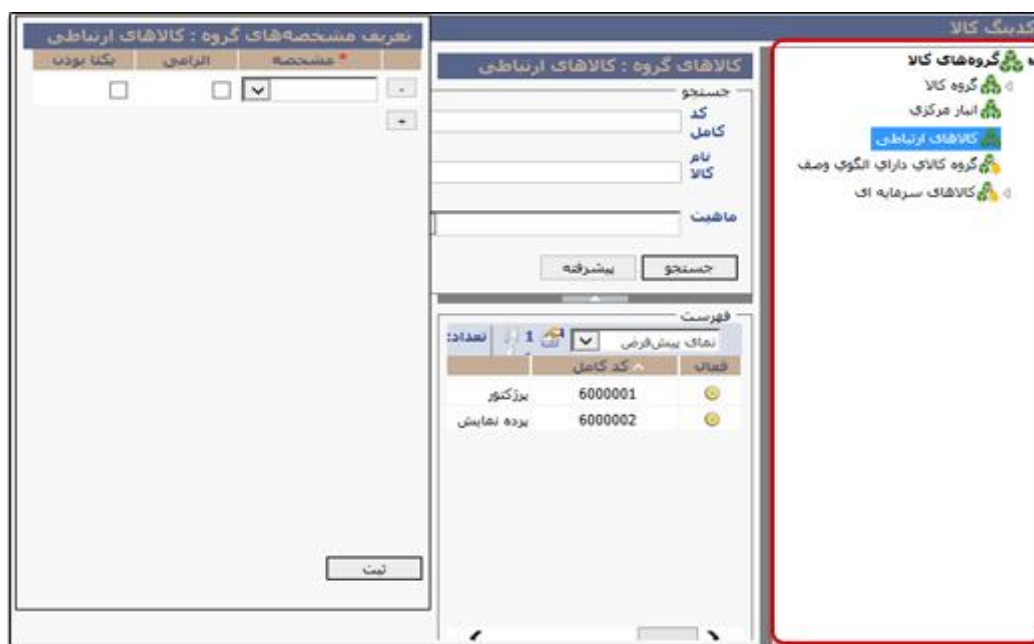 کدینگ کالا
گروه‌های کالا
گروه کالا
انبار مرکزی
کالاهای ارتباطی
گروه کالای دارای الگوی وصف
کالاهای سرمایه ای
کالاهای گروه : کالاهای ارتباطی
جستجو
کد کامل
نام کالا
ماهیت
جستجو
پیشرفته
فهرست
نمای پیش‌فرض
1
تعداد:
فعال
کد کامل
6000001
پرژکتور
6000002
پرده نمایش
تعریف مشخصه‌های گروه : کالاهای ارتباطی
* مشخصه
الزامی
یکتا بودن
-
+
ثبت